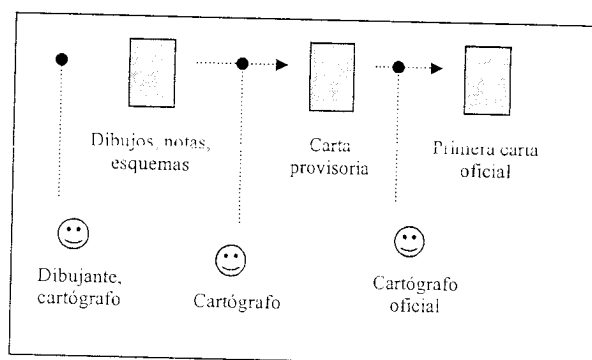 Dibujos, notas,
esquemas
Carta
provisoria
Primera carta
oficial
Dibujante,
cartógrafo
Cartógrafo
Cartógrafo
oficial